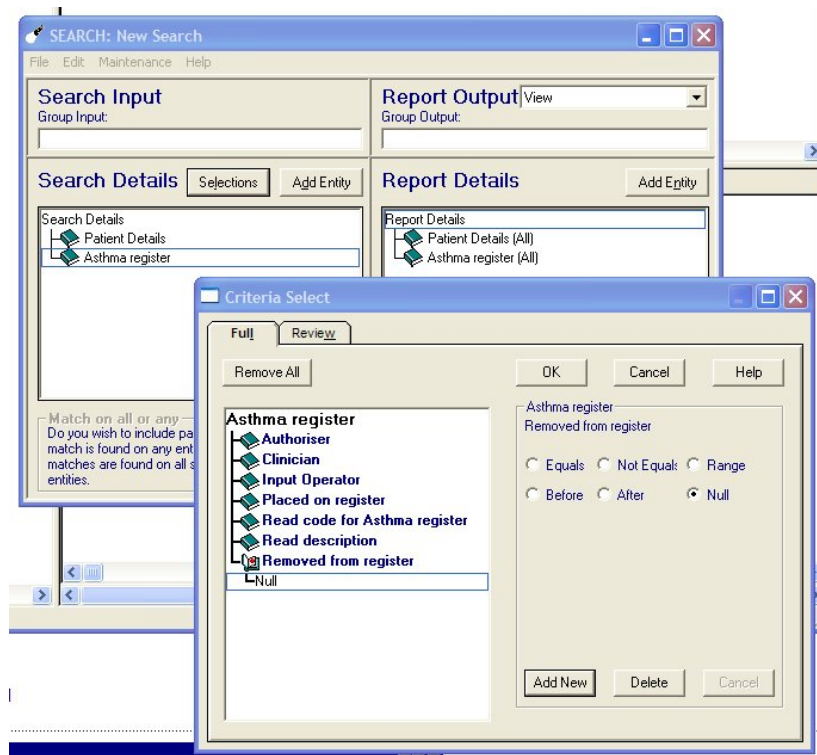 SEARCH: New Search
File Edit Maintenance Help
Search Input
Group Input:
Report Output View
Group Output:
Search Details Selections Add Entity
Report Details Add Entity
Search Details
Patient Details
Asthma register
Report Details
Patient Details (All)
Asthma register (All)
Match on all or any
Do you wish to include pa
match is found on any ent
matches are found on all s
entities.
Criteria Select
Full Review
Remove All OK Cancel Help
Asthma register
Authoriser
Clinician
Input Operator
Placed on register
Read code for Asthma register
Read description
Removed from register
Null
Asthma register
Removed from register
Equals Not Equals Range
Before After Null
Add New Delete Cancel